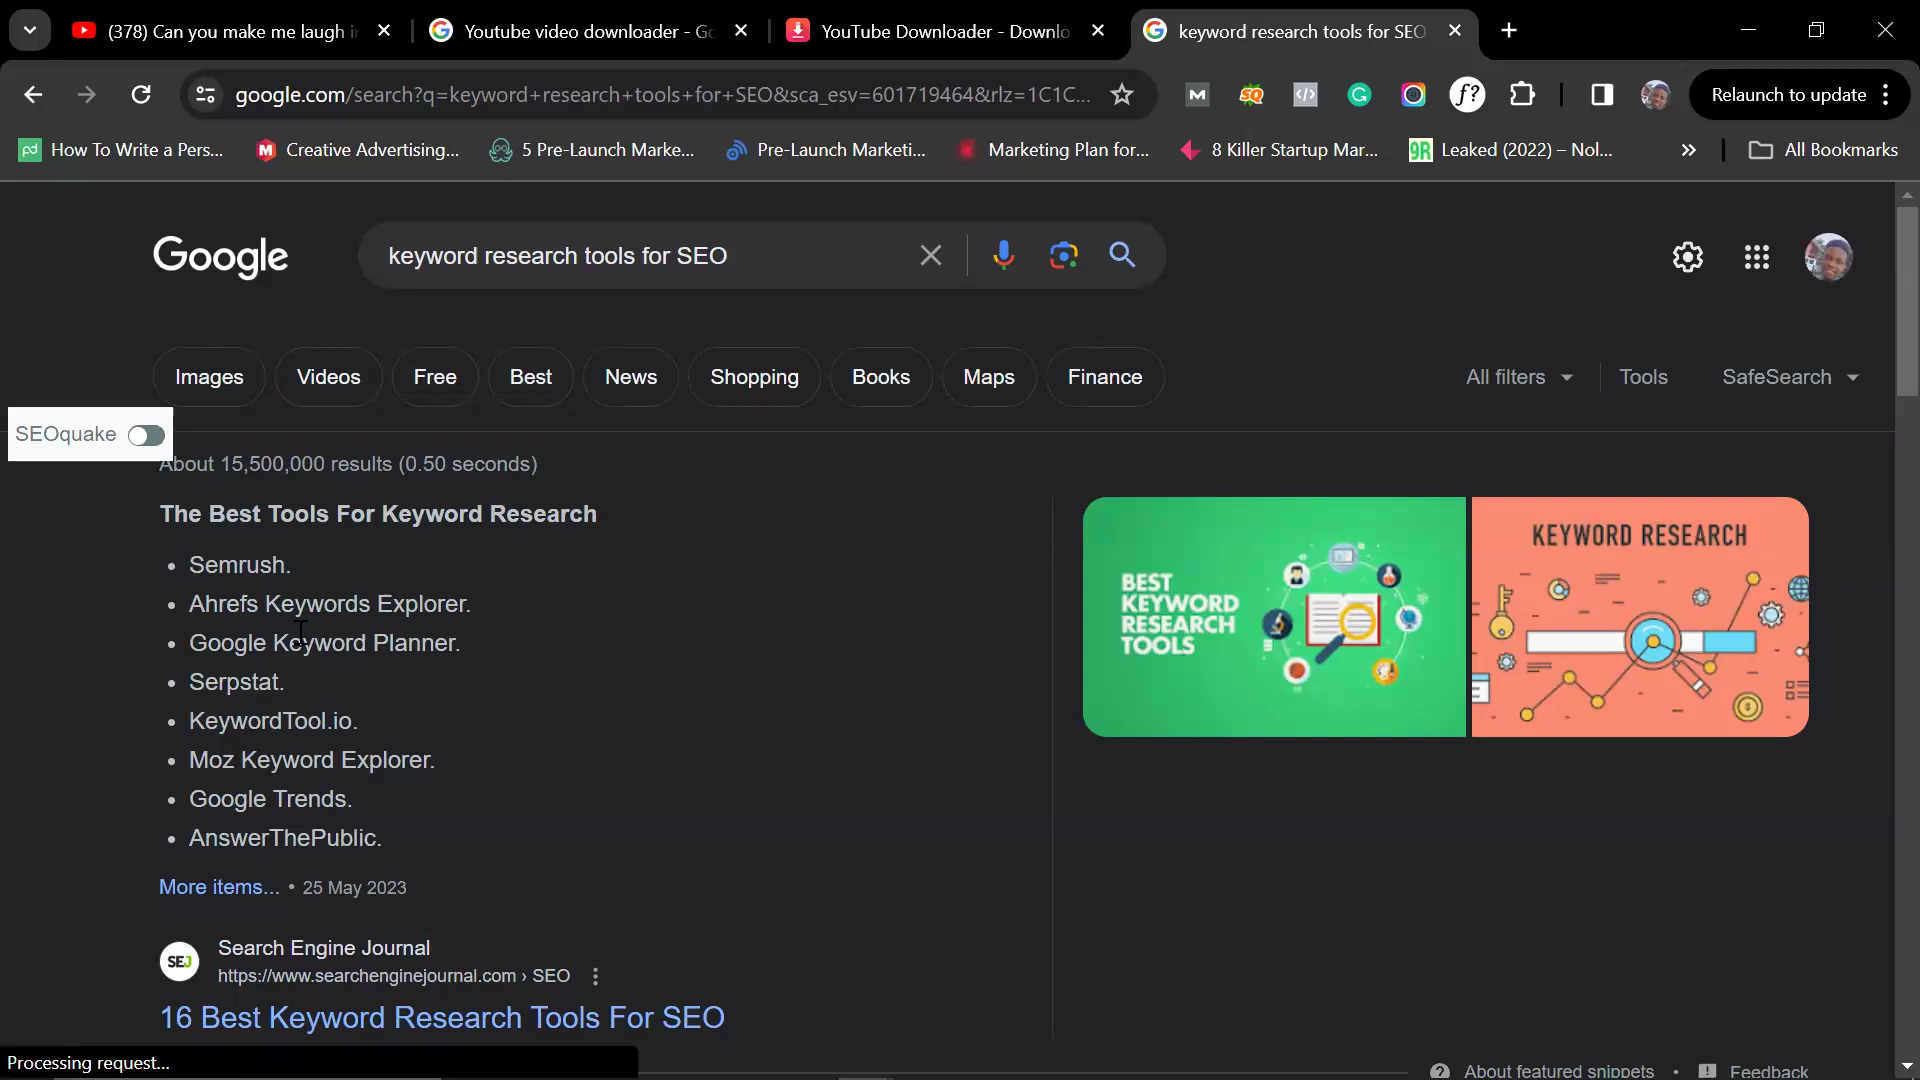 (378) Can you make me laugh i
Youtube video downloader - Go
YouTube Downloader - Downlo
keyword research tools for SEO
google.com/search?q=keyword+research+tools+for+SEO&sca_esv=601719464&rlz=1C1C...
Relaunch to update
How To Write a Pers...
Creative Advertising...
5 Pre-Launch Marke...
Pre-Launch Marketi...
Marketing Plan for...
8 Killer Startup Mar...
Leaked (2022) – Nol...
All Bookmarks
Google
keyword research tools for SEO
Images
Videos
Free
Best
News
Shopping
Books
Maps
Finance
All filters
Tools
SafeSearch
SEOquake
About 15,500,000 results (0.50 seconds)
The Best Tools For Keyword Research
Semrush.
Ahrefs Keywords Explorer.
Google Keyword Planner.
Serpstat.
KeywordTool.io.
Moz Keyword Explorer.
Google Trends.
AnswerThePublic.
More items... • 25 May 2023
BEST
KEYWORD
RESEARCH
TOOLS
KEYWORD RESEARCH
SEJ
Search Engine Journal
https://www.searchenginejournal.com › SEO
16 Best Keyword Research Tools For SEO
Processing request...
About featured snippets • Feedback